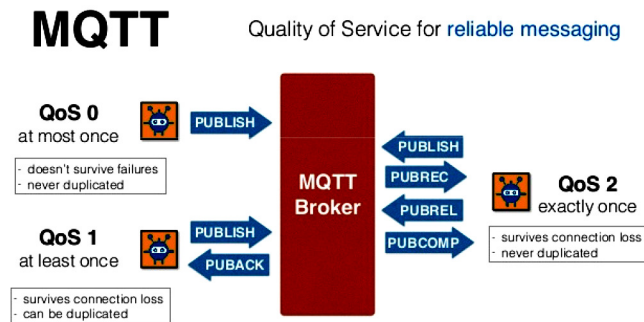 MQTT
Quality of Service for reliable messaging
QoS 0
at most once
PUBLISH
- doesn't survive failures
- never duplicated
QoS 1
at least once
PUBLISH
PUBACK
- survives connection loss
- can be duplicated
MQTT
Broker
PUBLISH
PUBREC
PUBREL
PUBCOMP
QoS 2
exactly once
- survives connection loss
- never duplicated